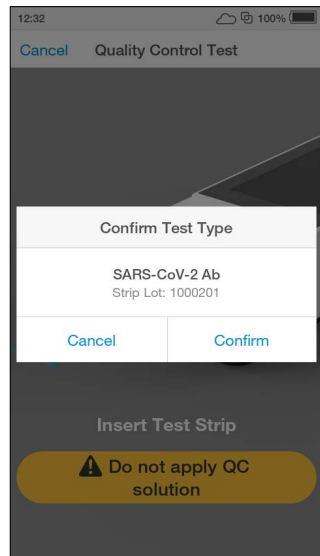 12:32 100%
Cancel Quality Control Test
Confirm Test Type
SARS-CoV-2 Ab
Strip Lot: 1000201
Cancel Confirm
Insert Test Strip
Do not apply QC
solution